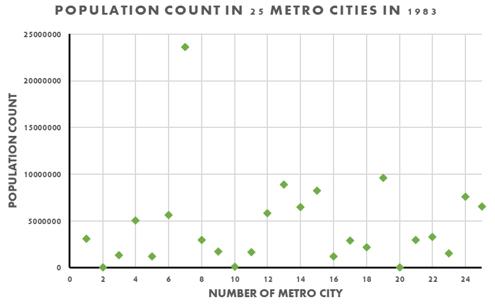 POPULATION COUNT IN 25 METRO CITIES IN 1983
25000000
20000000
15000000
10000000
5000000
0
POPULATION COUNT
0 2 4 6 8 10 12 14 16 18 20 22 24
NUMBER OF METRO CITY